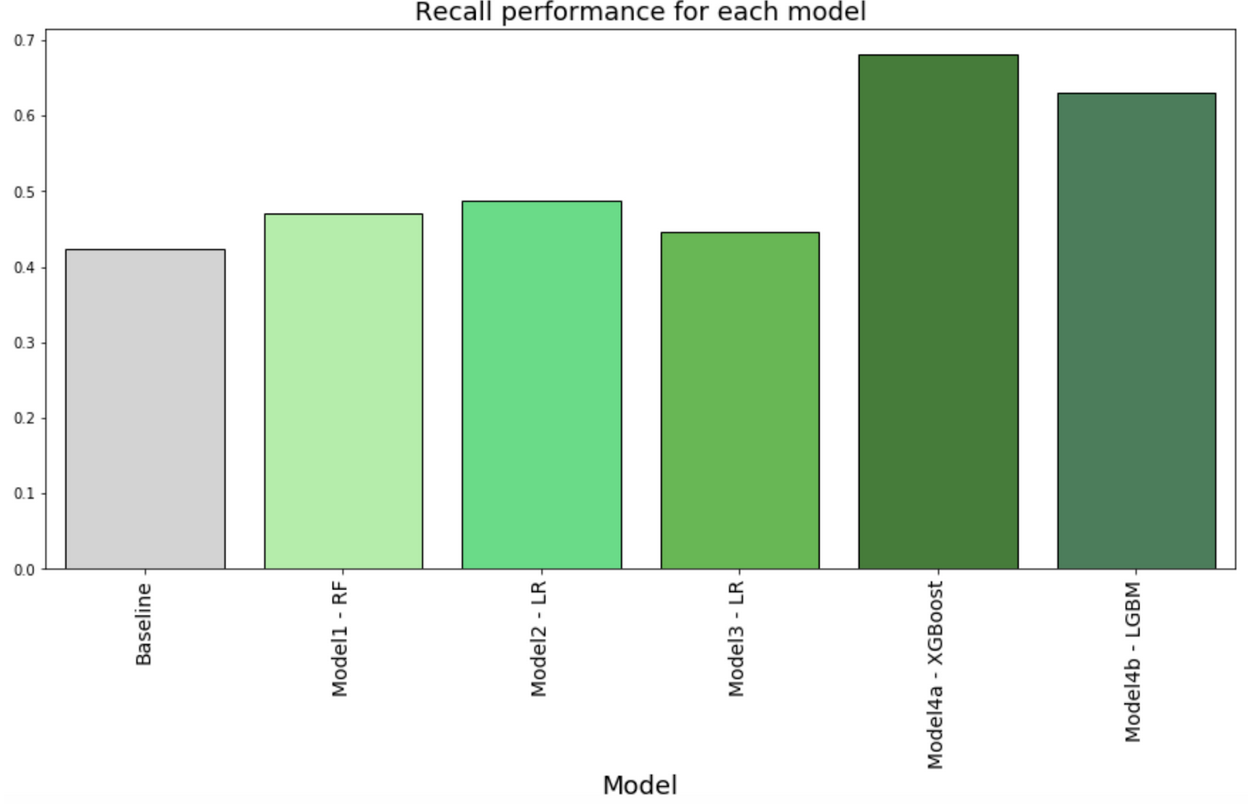 Recall performance for each model
0.7
0.6
0.5
0.4
0.3
0.2
0.1
0.0
Baseline
Model1 - RF
Model2 - LR
Model3 - LR
Model4a - XGBoost
Model4b - LGBM
Model